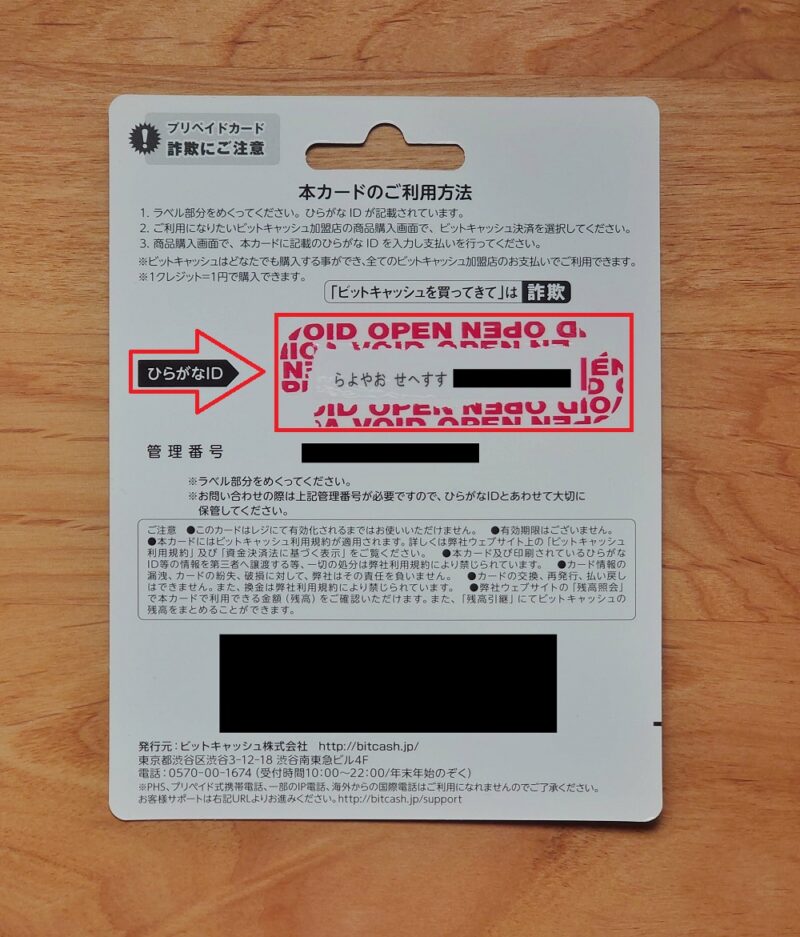 プリペイドカード
詐欺にご注意
本カードのご利用方法
1. ラベル部分をめくってください。ひらがな ID が記載されています。
2. ご利用になりたいビットキャッシュ加盟店の商品購入画面で、ビットキャッシュ決済を選択してください。
3. 商品購入画面で、本カードに記載のひらがな ID を入力し支払いを行ってください。
※ビットキャッシュはどなたでも購入する事ができ、全てのビットキャッシュ加盟店のお支払いでご利用できます。
※1クレジット=1円で購入できます。
「ビットキャッシュを買ってきて」は 詐欺
VOID OPEN
VOID OPEN
ひらがなID
らよやお せへすす
VOID OPEN
VOID OPEN
管理番号
※ラベル部分をめくってください。
※お問い合わせの際は上記管理番号が必要ですので、ひらがなIDとあわせて大切に
保管してください。
ご注意 ●このカードはレジにて有効化されるまではお使いいただけません。 ●有効期限はございません。
●本カードにはビットキャッシュ利用規約が適用されます。詳しくは弊社ウェブサイト上の「ビットキャッシュ
利用規約」及び「資金決済法に基づく表示」をご覧ください。 ●本カード及び印刷されているひらがな
ID等の情報を第三者へ譲渡する等、一切の処分は弊社利用規約により禁じられています。 ●カード情報の
漏洩、カードの紛失、破損に対して、弊社はその責任を負いません。 ●カードの交換、再発行、払い戻し
はできません。また、換金は弊社利用規約により禁じられています。 ●弊社ウェブサイトの「残高照会」
で本カードで利用できる金額（残高）をご確認いただけます。また、「残高引継」にてビットキャッシュの
残高をまとめることができます。
発行元：ビットキャッシュ株式会社 http://bitcash.jp/
東京都渋谷区渋谷3-12-18 渋谷南東急ビル4F
電話：0570-00-1674（受付時間10:00〜22:00/年末年始のぞく）
※PHS、プリペイド式携帯電話、一部のIP電話、海外からの国際電話はご利用になれませんのでご了承ください。
お客様サポートは右記URLよりお進みください。http://bitcash.jp/support